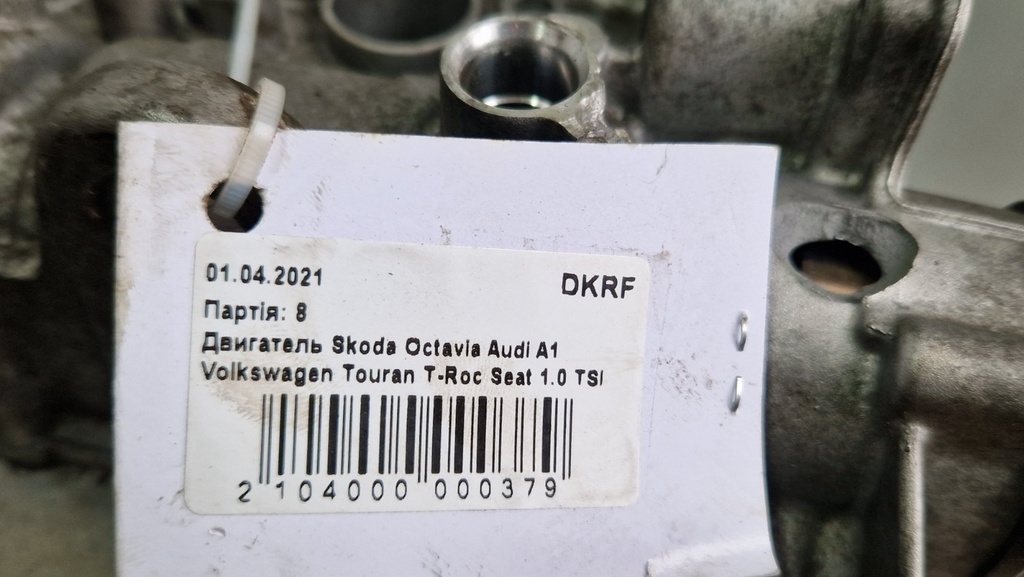 01.04.2021
DKRF
Партія: 8
Двигатель Skoda Octavia Audi A1
Volkswagen Touran T-Roc Seat 1.0 TSI
2 104000 000379